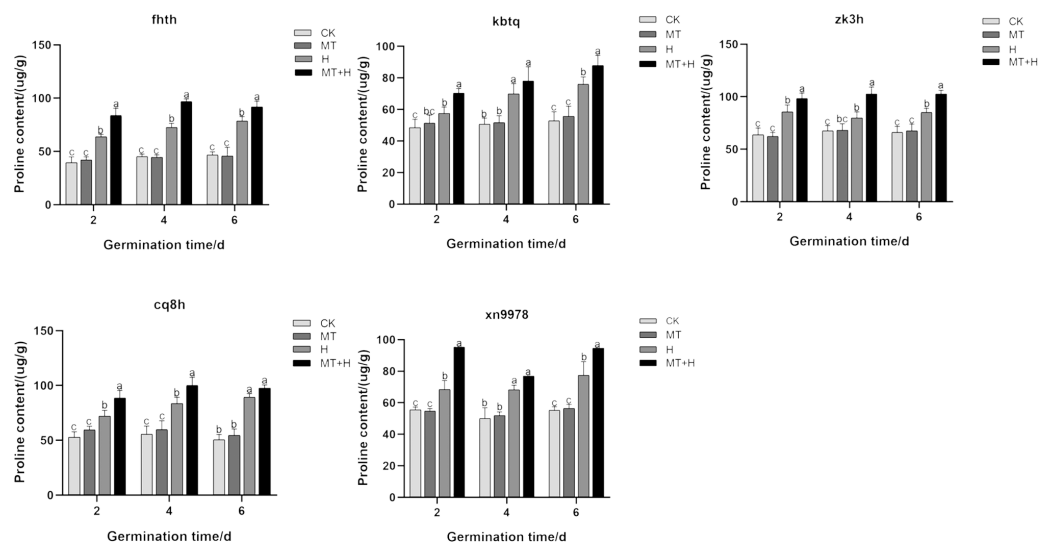 fhth
CK
MT
H
MT+H
Proline content/(ug/g)
150
100
50
0
c c b a
c c b a
c c b a
2 4 6
Germination time/d
kbtq
CK
MT
H
MT+H
Proline content/(ug/g)
100
80
60
40
20
0
c bc b a
b b a a
c c b a
2 4 6
Germination time/d
zk3h
CK
MT
H
MT+H
Proline content/(ug/g)
150
100
50
0
c c b a
c bc b a
c c b a
2 4 6
Germination time/d
cq8h
CK
MT
H
MT+H
Proline content/(ug/g)
150
100
50
0
c c b a
c c b a
b b a a
2 4 6
Germination time/d
xn9978
CK
MT
H
MT+H
Proline content/(ug/g)
100
80
60
40
20
0
c c b a
b b a a
c c b a
2 4 6
Germination time/d